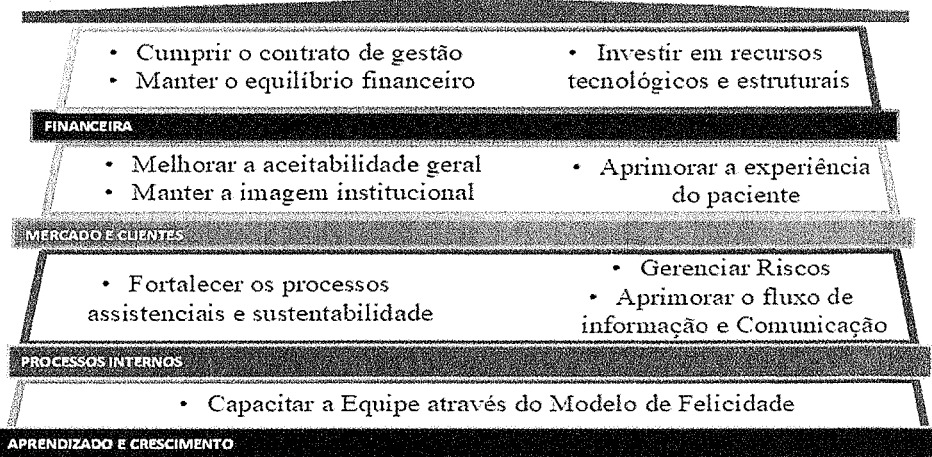 • Cumprir o contrato de gestão
• Manter o equilíbrio financeiro
• Investir em recursos
tecnológicos e estruturais
FINANCEIRA
• Melhorar a aceitabilidade geral
• Manter a imagem institucional
• Aprimorar a experiência
do paciente
MERCADO E CLIENTES
• Fortalecer os processos
assistenciais e sustentabilidade
• Gerenciar Riscos
• Aprimorar o fluxo de
informação e Comunicação
PROCESSOS INTERNOS
• Capacitar a Equipe através do Modelo de Felicidade
APRENDIZADO E CRESCIMENTO